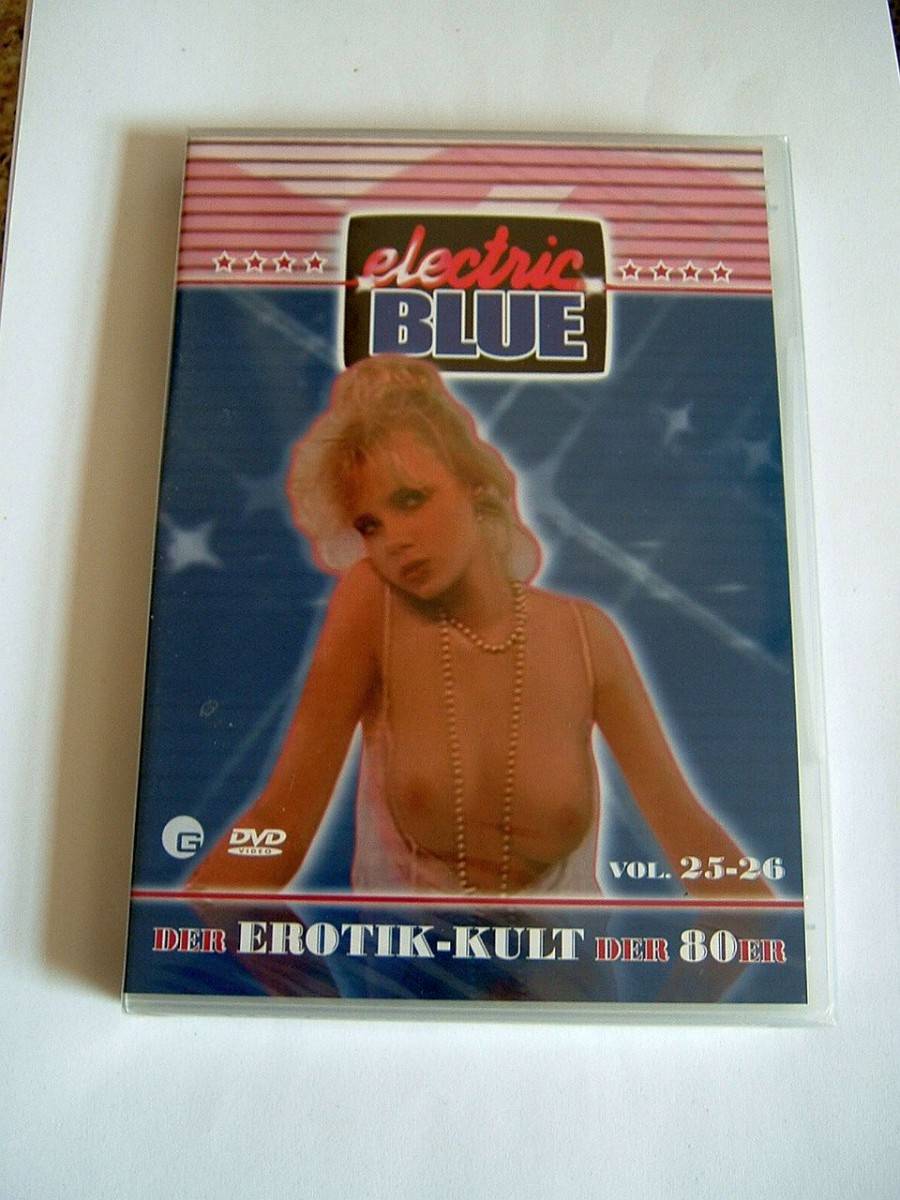 electric
BLUE
G
DVD
VIDEO
VOL. 25-26
DER EROTIK-KULT DER 80ER